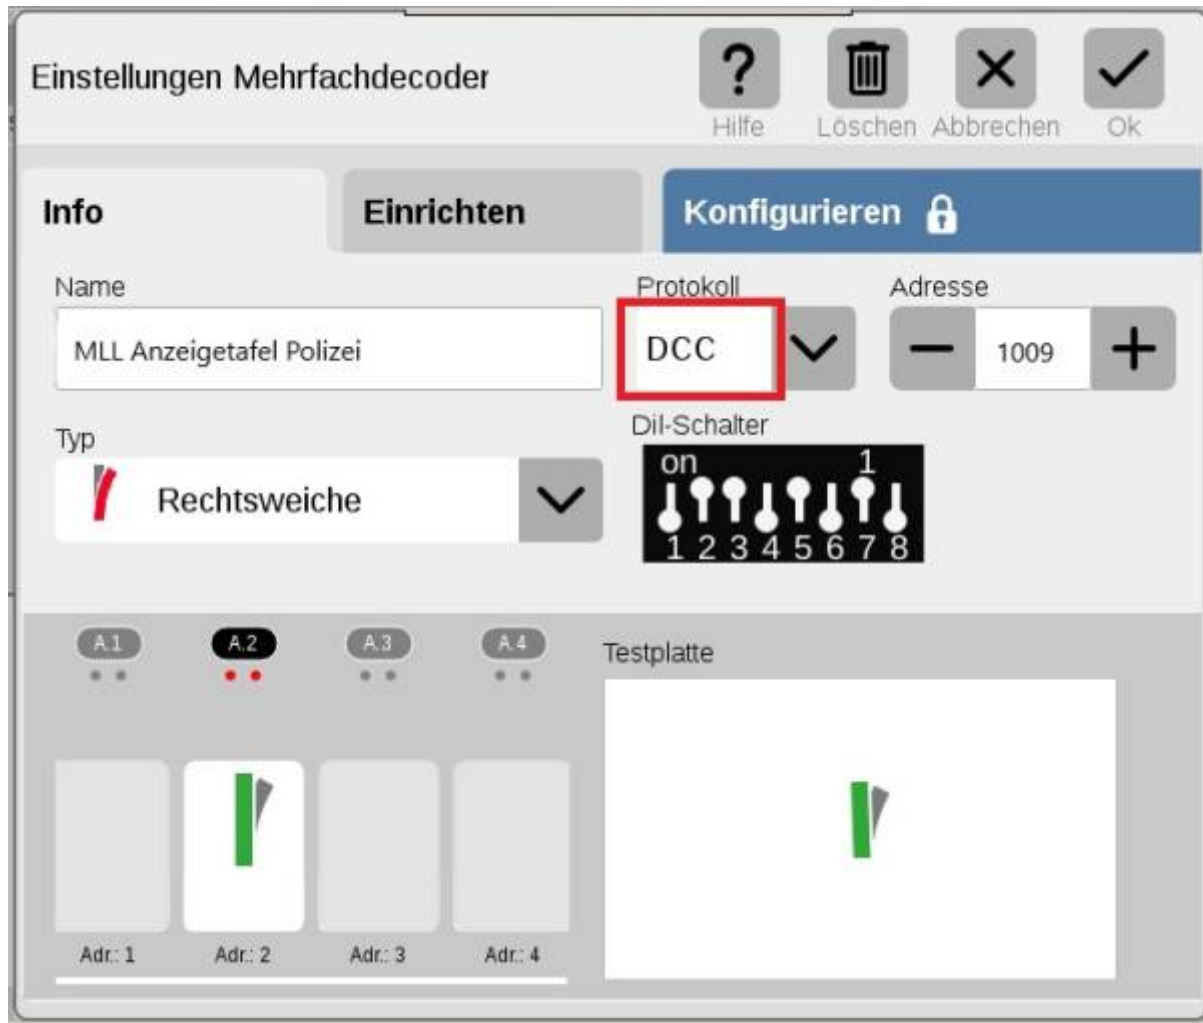 Einstellungen Mehrfachdecoder
?
Hilfe
Löschen
Abbrechen
Ok
Info
Einrichten
Konfigurieren
Name
Protokoll
Adresse
MLL Anzeigetafel Polizei
DCC
1009
Typ
Dil-Schalter
Rechtsweiche
on 1
1 2 3 4 5 6 7 8
A.1
A.2
A.3
A.4
Testplatte
Adr.: 1
Adr.: 2
Adr.: 3
Adr.: 4